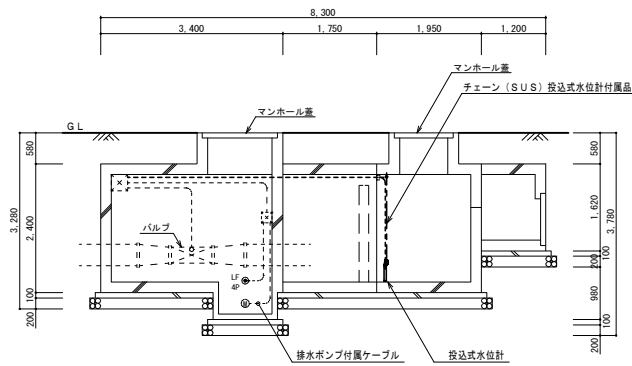 8,300
3,400
1,750
1,950
1,200
マンホール蓋
チェーン（SUS）投込式水位計付属品
マンホール蓋
GL
580
3,280
2,400
100
200
バルブ
LF
4P
M
580
1,620
3,780
100
200
980
100
200
排水ポンプ付属ケーブル
投込式水位計